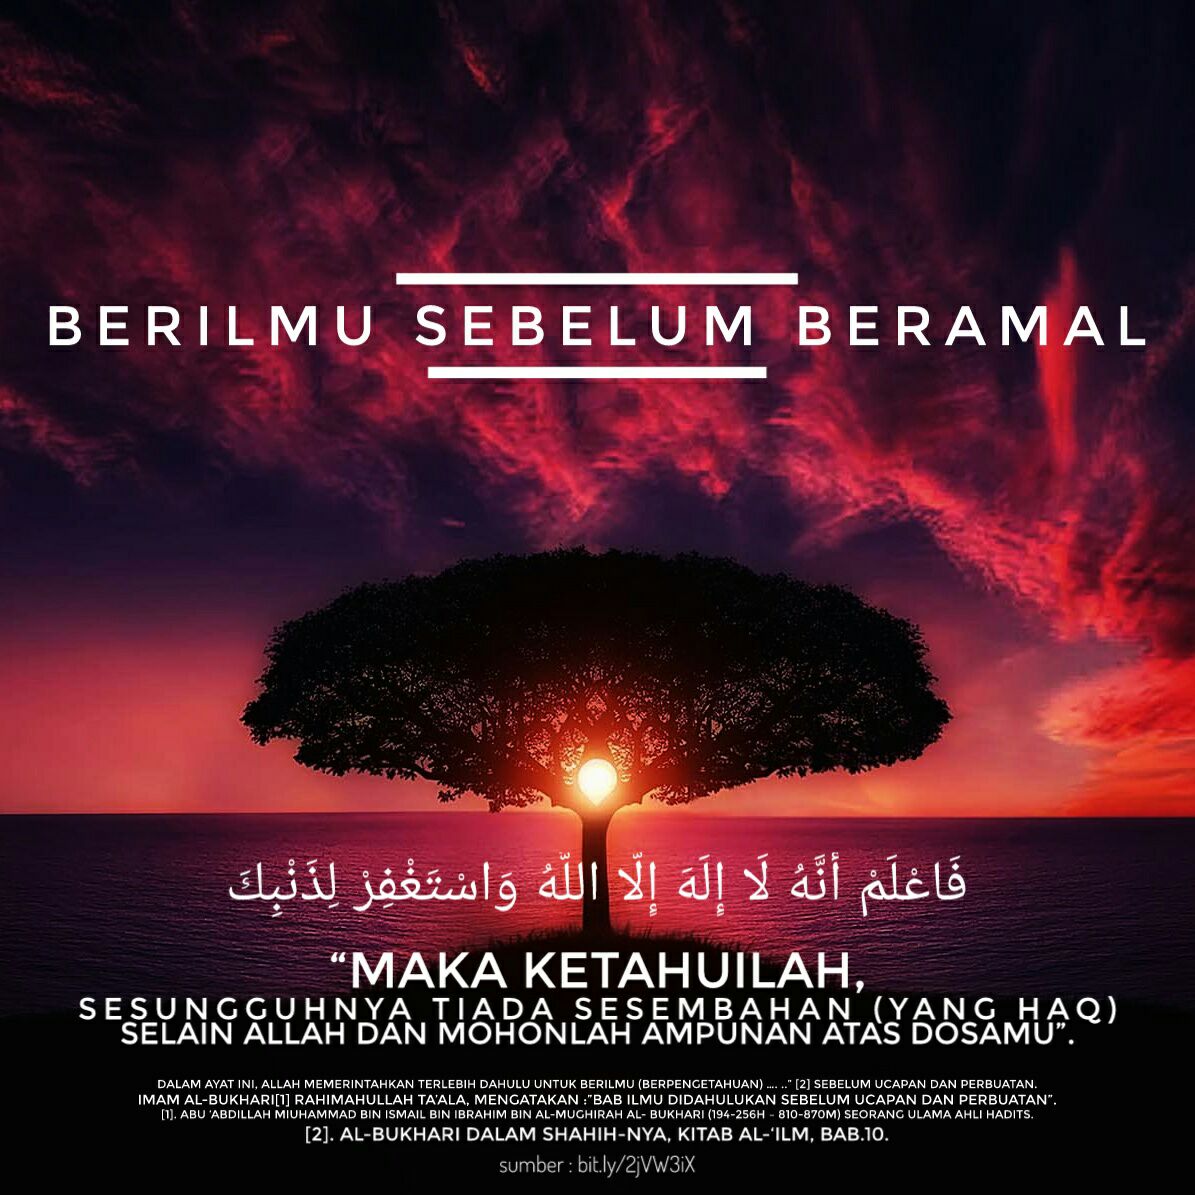 BERILMU SEBELUM BERAMAL
فَاعْلَمْ أَنَّهُ لَا إِلَهَ إِلَّا اللَّهُ وَاسْتَغْفِرْ لِذَنْبِكَ
“MAKA KETAHUILAH,
SESUNGGUHNYA TIADA SESEMBAHAN (YANG HAQ)
SELAIN ALLAH DAN MOHONLAH AMPUNAN ATAS DOSAMU”.
DALAM AYAT INI, ALLAH MEMERINTAHKAN TERLEBIH DAHULU UNTUK BERILMU (BERPENGETAHUAN) …. ..” [2] SEBELUM UCAPAN DAN PERBUATAN.
IMAM AL-BUKHARI[1] RAHIMAHULLAH TA’ALA, MENGATAKAN :”BAB ILMU DIDAHULUKAN SEBELUM UCAPAN DAN PERBUATAN”.
[1]. ABU ‘ABDILLAH MIUHAMMAD BIN ISMAIL BIN IBRAHIM BIN AL-MUGHIRAH AL- BUKHARI (194-256H – 810-870M) SEORANG ULAMA AHLI HADITS.
[2]. AL-BUKHARI DALAM SHAHIH-NYA, KITAB AL-‘ILM, BAB.10.
sumber : bit.ly/2jVW3iX